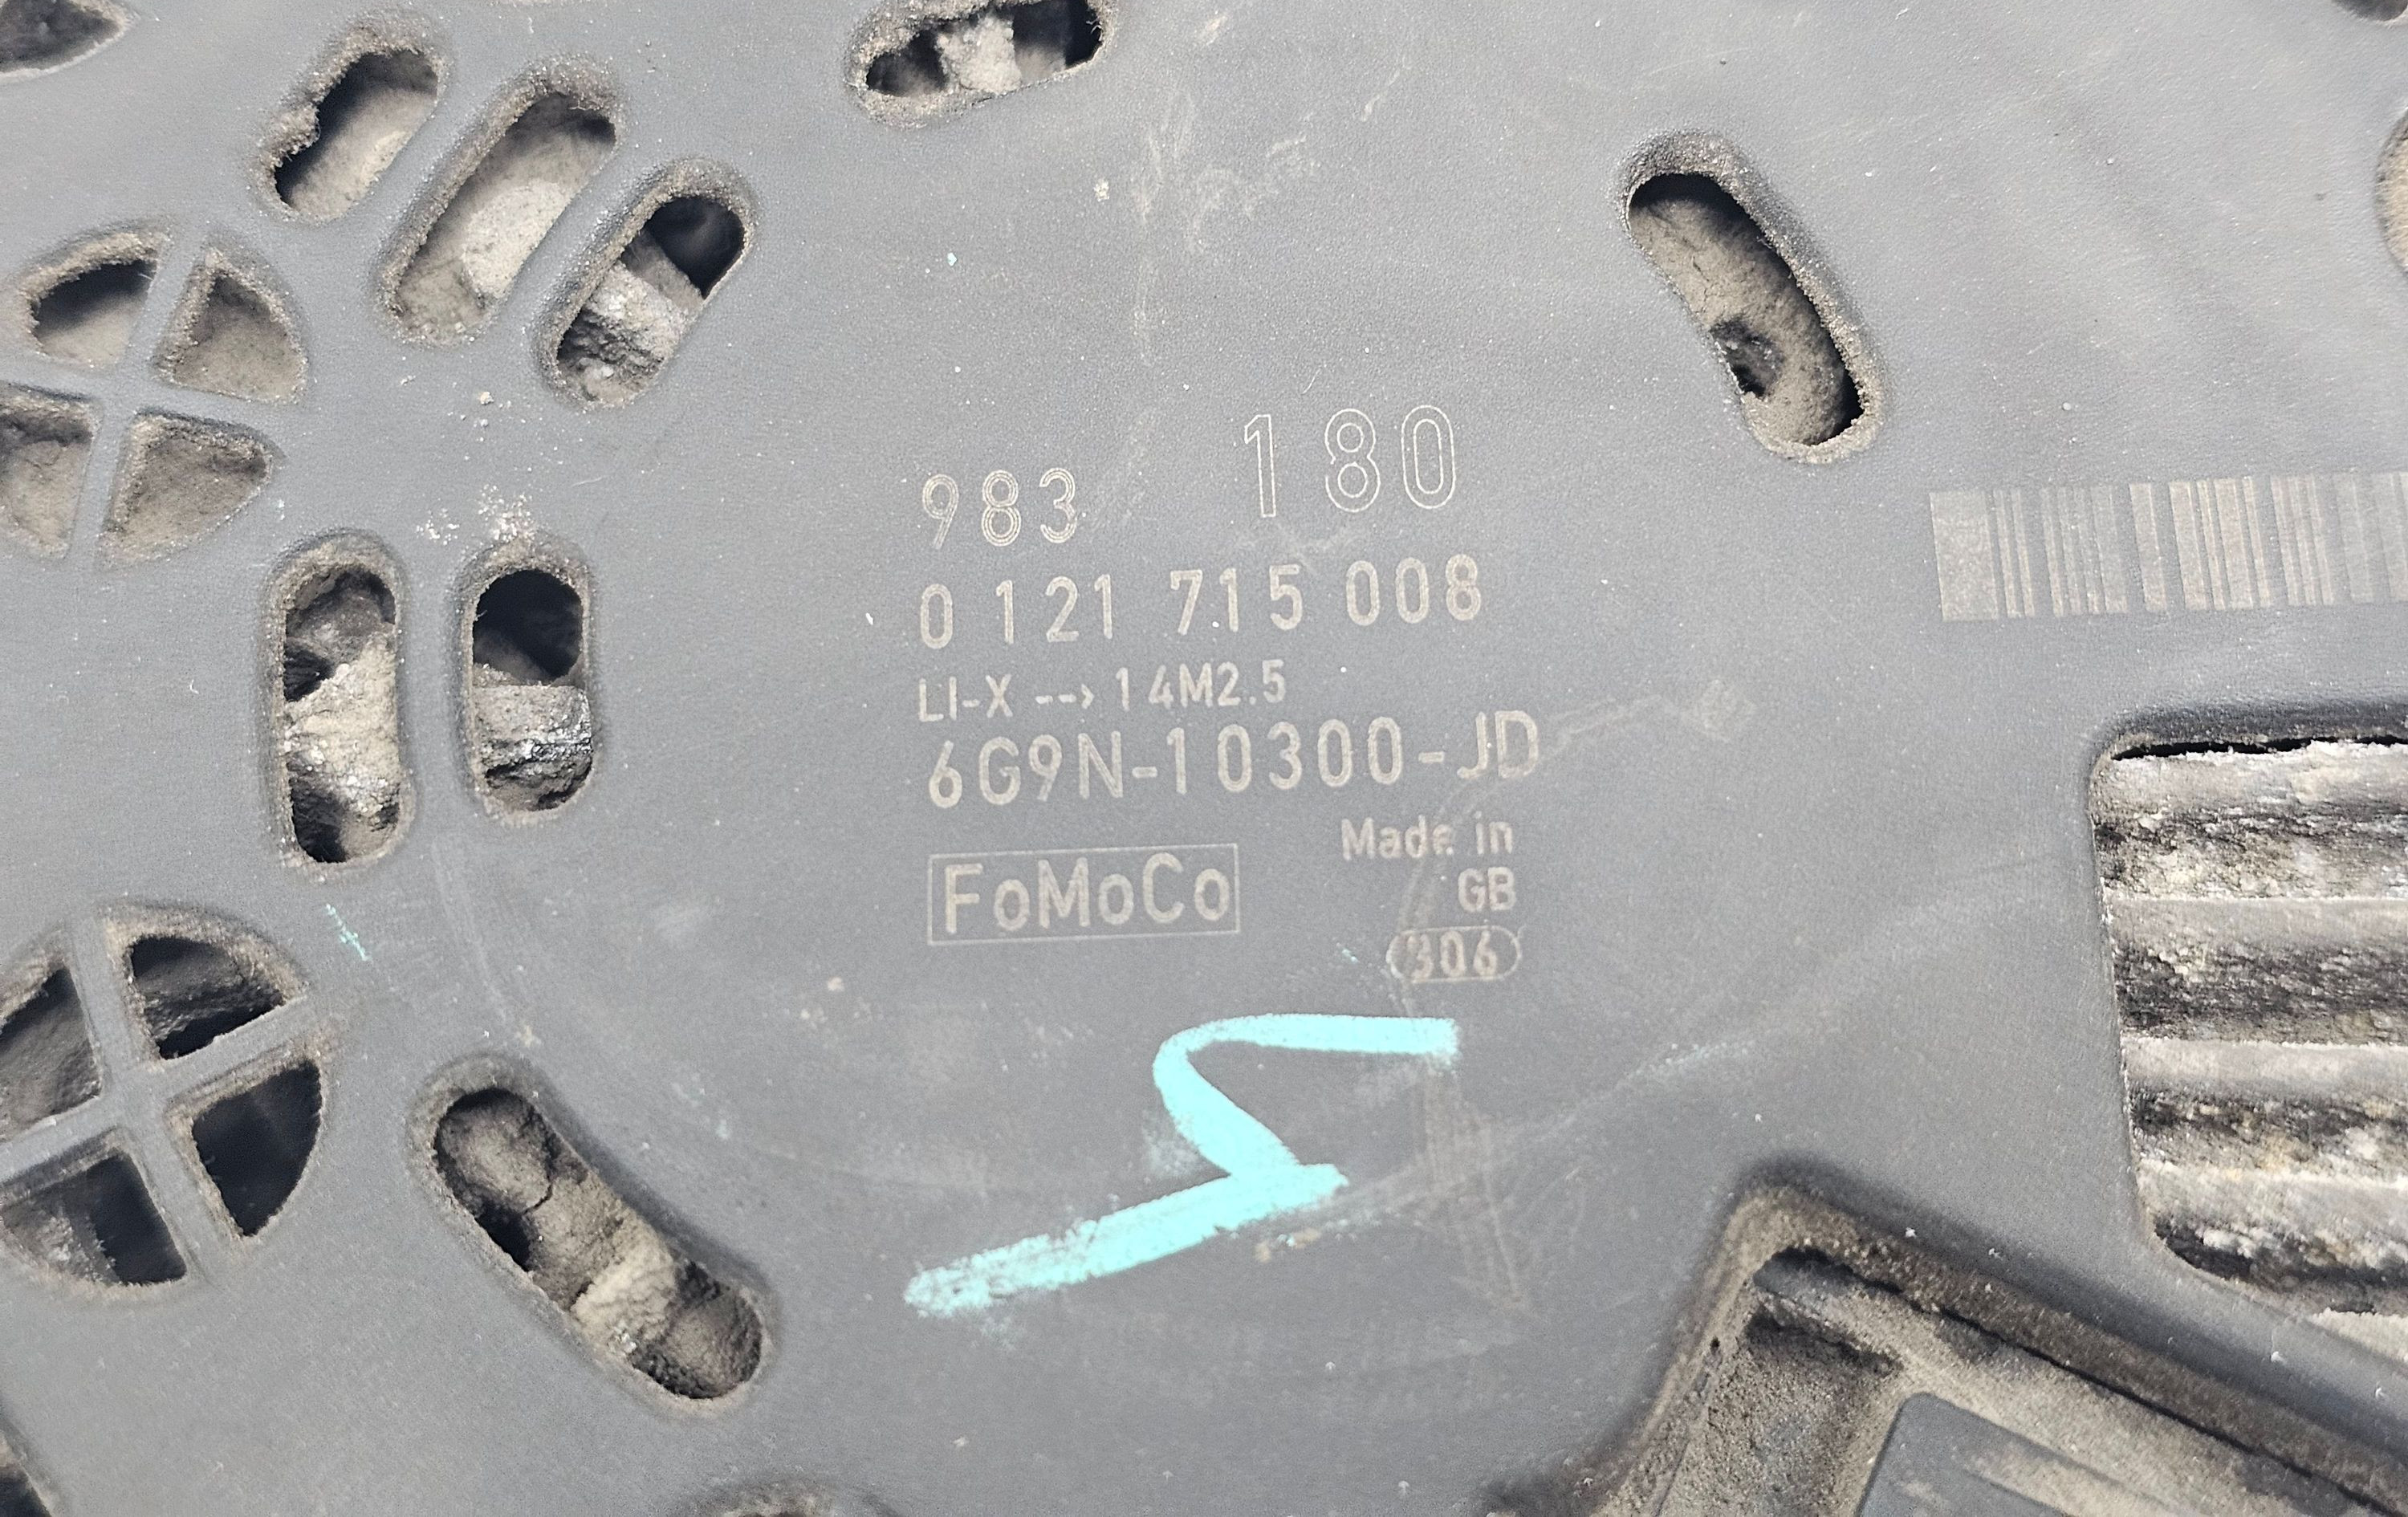 983 180
0 121 715 008
LI-X --> 14M2.5
6G9N-10300-JD
FoMoCo
Made in
GB
306